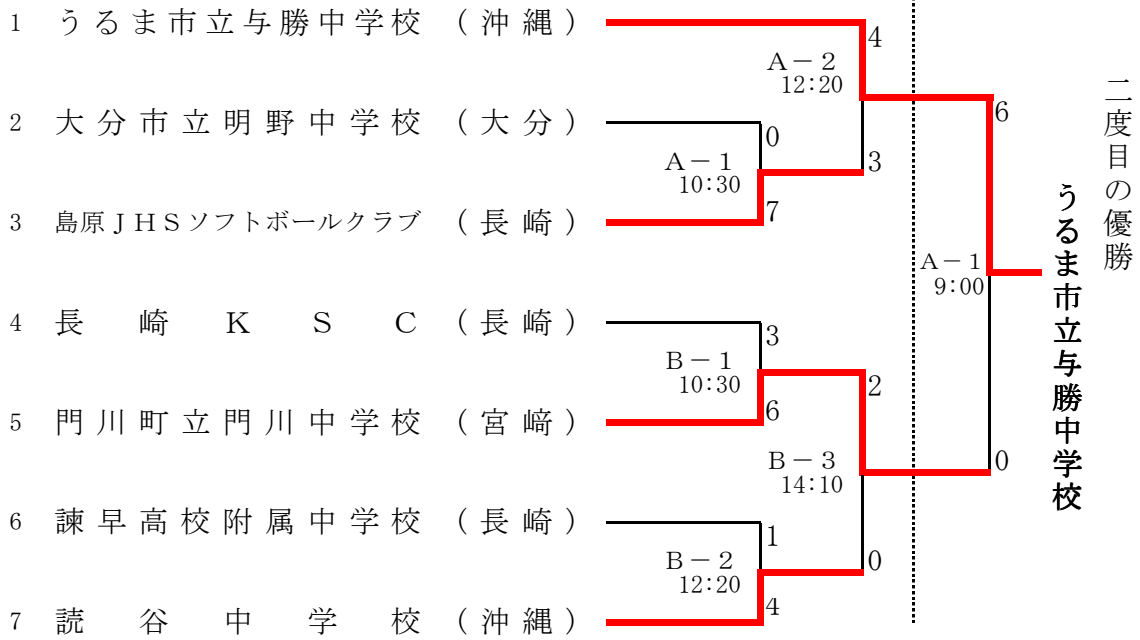 1 うるま市立与勝中学校 (沖縄)
2 大分市立明野中学校 (大分)
3 島原JHSソフトボールクラブ (長崎)
4 長崎KSC (長崎)
5 門川町立門川中学校 (宮﨑)
6 諫早高校附属中学校 (長崎)
7 読谷中学校 (沖縄)
A-1
10:30
0
7
B-1
10:30
3
6
B-2
12:20
1
4
A-2
12:20
4
3
B-3
14:10
2
0
A-1
9:00
6
0
二度目の優勝
うるま市立与勝中学校